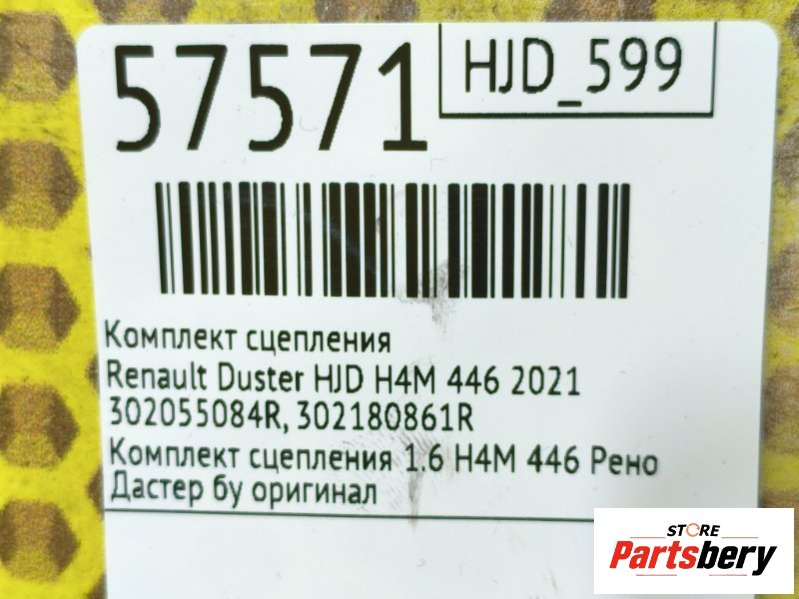 57571
HJD_599
Комплект сцепления
Renault Duster HJD H4M 446 2021
302055084R, 302180861R
Комплект сцепления 1.6 H4M 446 Рено
Дастер бу оригинал
STORE
Partsbery